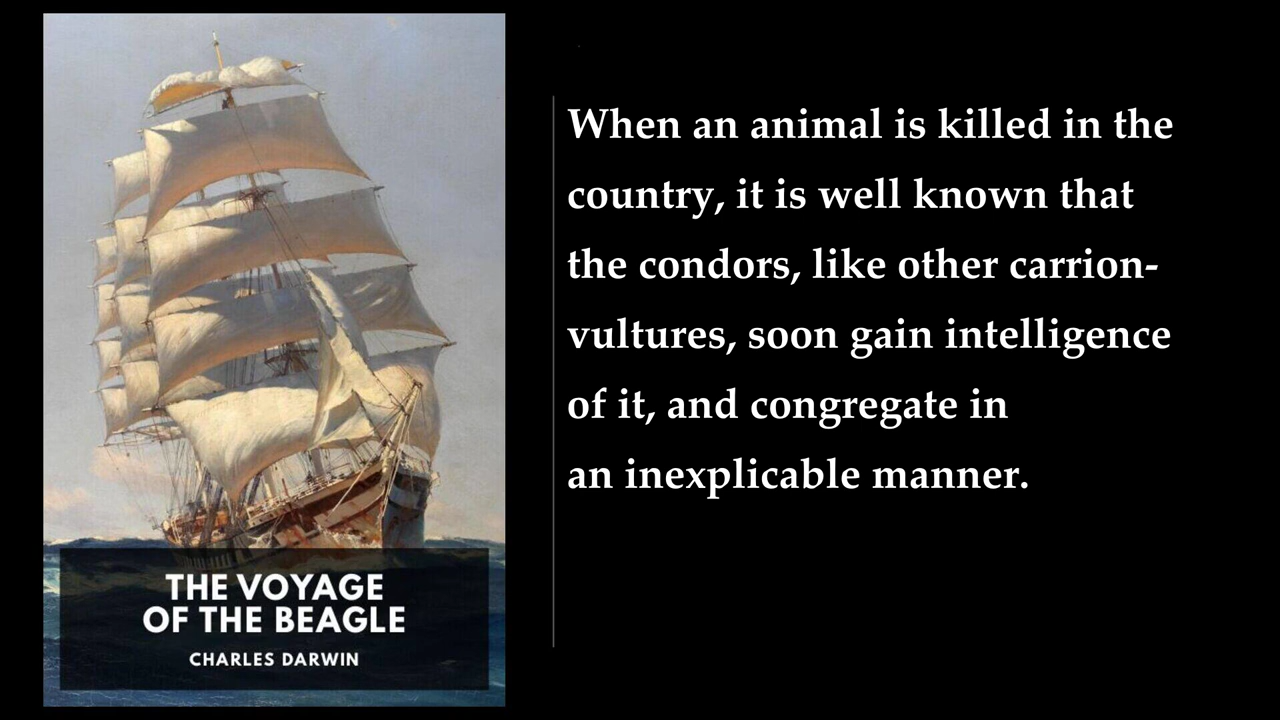 THE VOYAGE
OF THE BEAGLE
CHARLES DARWIN
When an animal is killed in the
country, it is well known that
the condors, like other carrion-
vultures, soon gain intelligence
of it, and congregate in
an inexplicable manner.